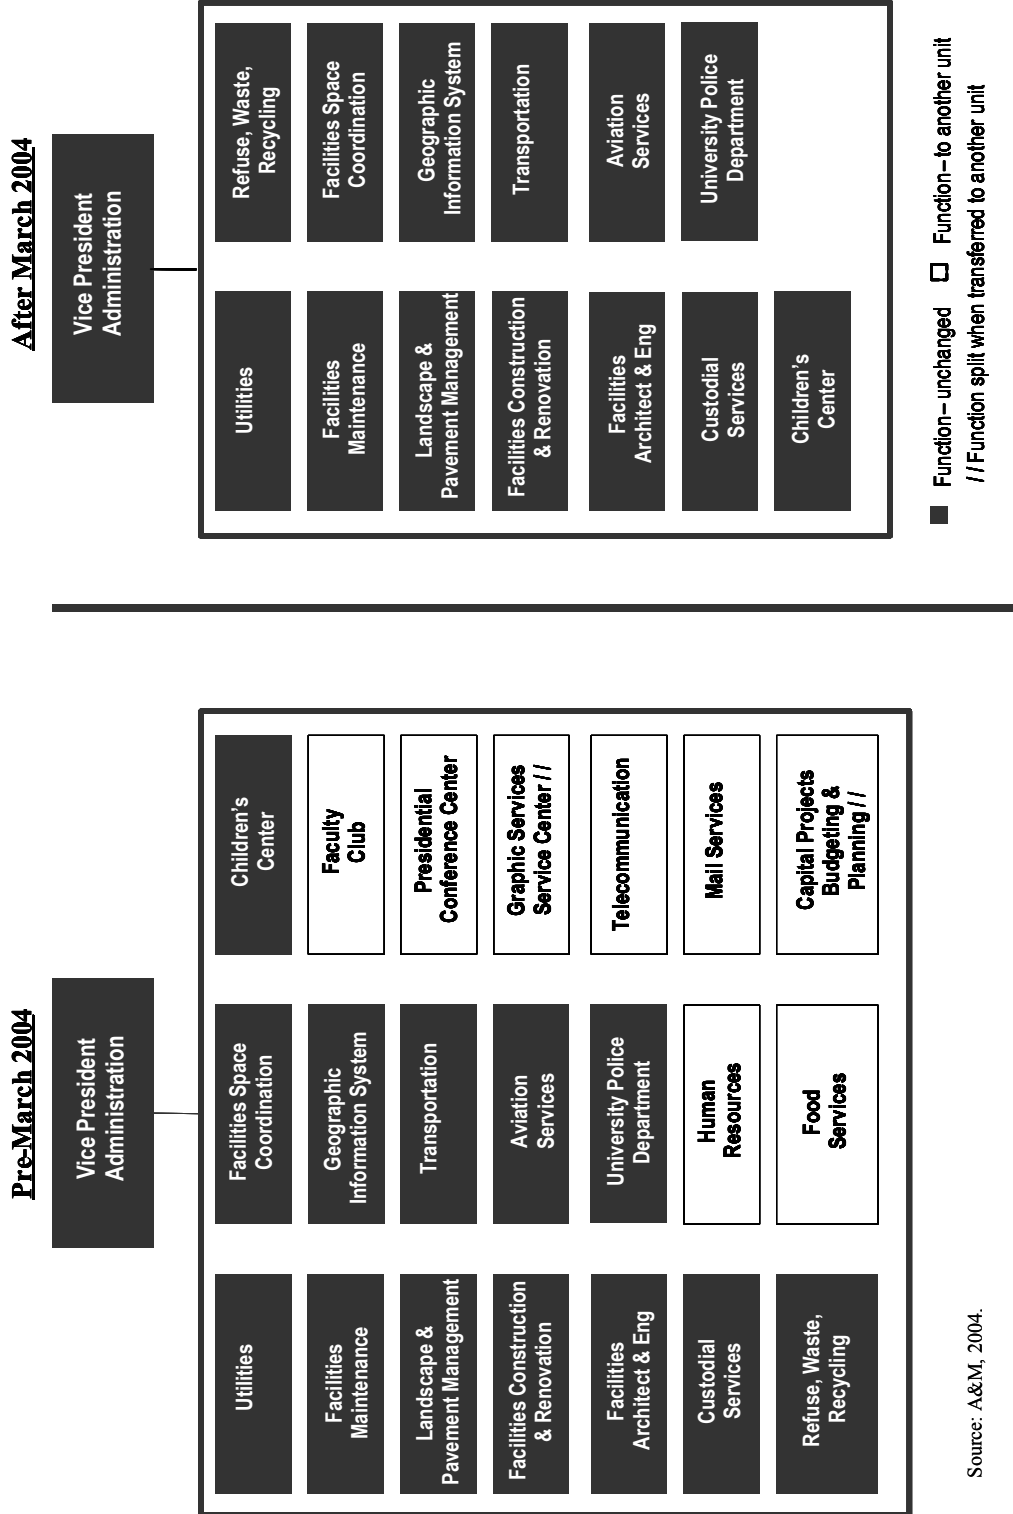 Pre-March 2004
Vice President
Administration
Utilities
Facilities
Maintenance
Landscape &
Pavement Management
Facilities Construction
& Renovation
Facilities
Architect & Eng
Custodial
Services
Refuse, Waste,
Recycling
Facilities Space
Coordination
Geographic
Information System
Transportation
Aviation
Services
University Police
Department
Human
Resources
Food
Services
Children's
Center
Faculty
Club
Presidential
Conference Center
Graphic Services
Service Center //
Telecommunication
Mail Services
Capital Projects
Budgeting &
Planning //
Source: A&M, 2004.
After March 2004
Vice President
Administration
Utilities
Facilities
Maintenance
Landscape &
Pavement Management
Facilities Construction
& Renovation
Facilities
Architect & Eng
Custodial
Services
Children's
Center
Refuse, Waste,
Recycling
Facilities Space
Coordination
Geographic
Information System
Transportation
Aviation
Services
University Police
Department
Function – unchanged
Function – to another unit
// Function split when transferred to another unit